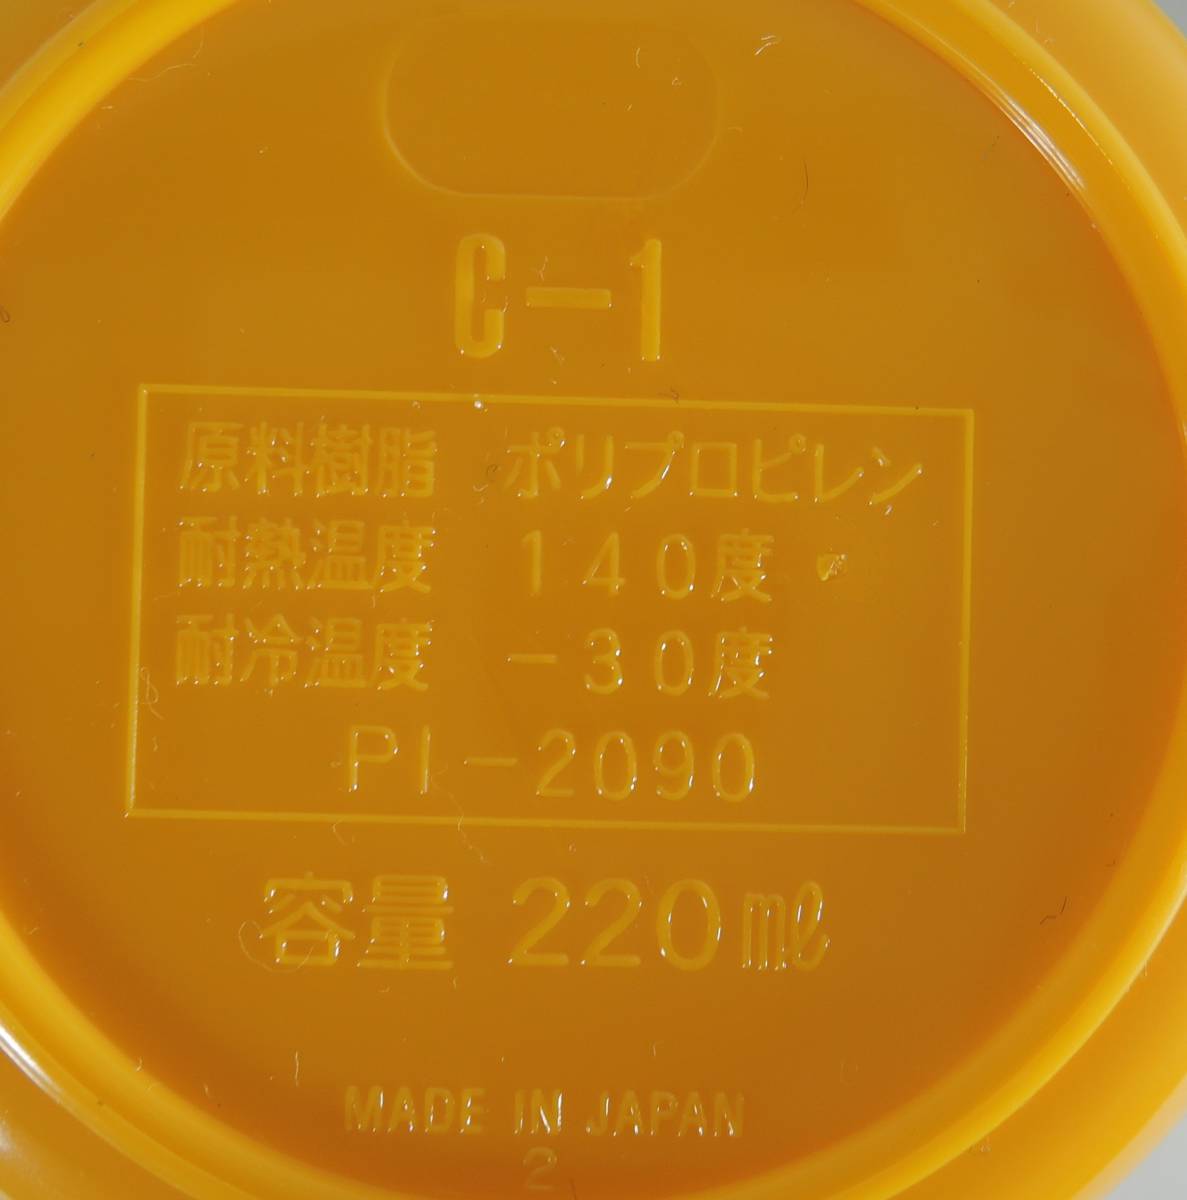 C-1
原料樹脂 ポリプロピレン
耐熱温度 140度
耐冷温度 -30度
PI-2090
容量 220㎖
MADE IN JAPAN
2